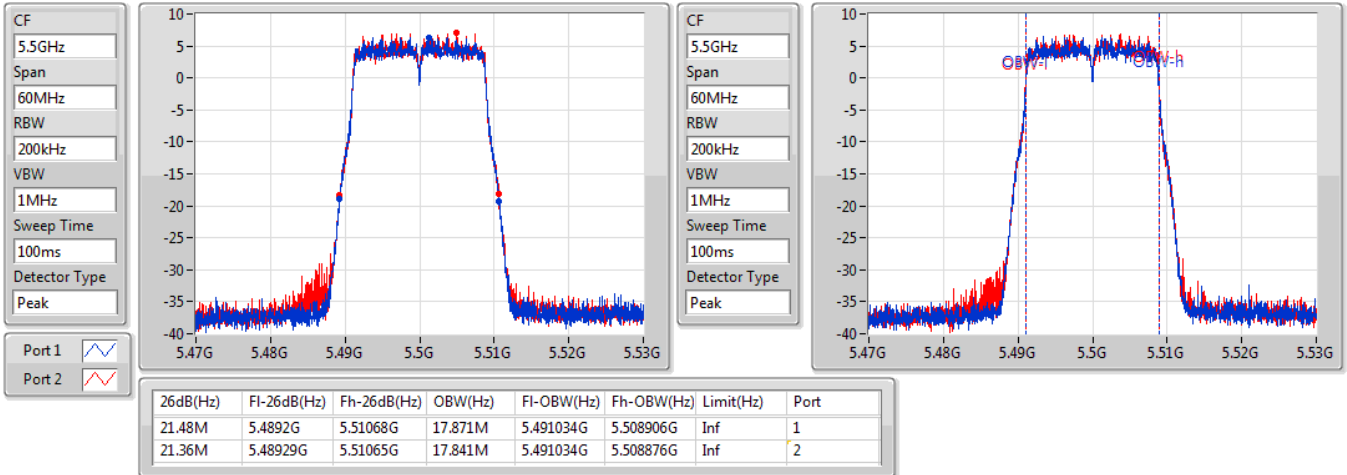 CF
5.5GHz
Span
60MHz
RBW
200kHz
VBW
1MHz
Sweep Time
100ms
Detector Type
Peak
Port 1
Port 2
10
5
0
-5
-10
-15
-20
-25
-30
-35
-40
5.47G 5.48G 5.49G 5.5G 5.51G 5.52G 5.53G
CF
5.5GHz
Span
60MHz
RBW
200kHz
VBW
1MHz
Sweep Time
100ms
Detector Type
Peak
10
5
0
-5
-10
-15
-20
-25
-30
-35
-40
OBW-l OBW-h
5.47G 5.48G 5.49G 5.5G 5.51G 5.52G 5.53G
26dB(Hz) Fl-26dB(Hz) Fh-26dB(Hz) OBW(Hz) Fl-OBW(Hz) Fh-OBW(Hz) Limit(Hz) Port
21.48M 5.4892G 5.51068G 17.871M 5.491034G 5.508906G Inf 1
21.36M 5.48929G 5.51065G 17.841M 5.491034G 5.508876G Inf 2